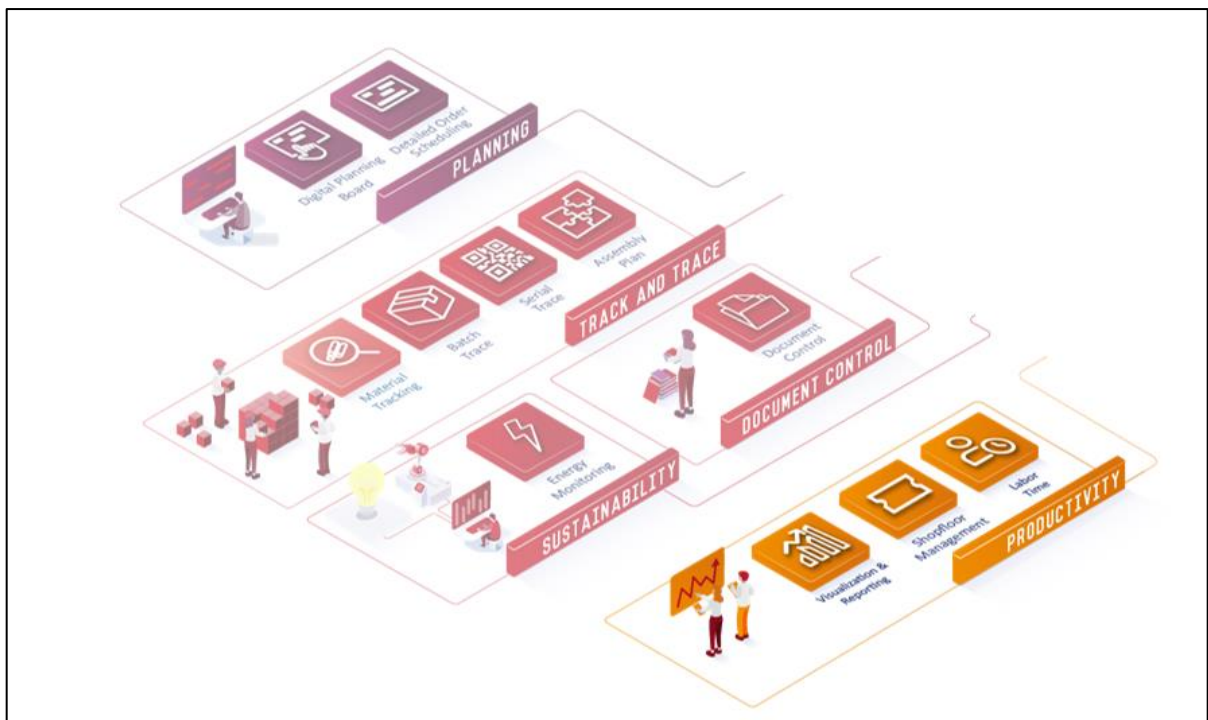 Detailed Order
Scheduling
Digital Planning
Board
PLANNING
Assembly
Plan
Serial
Trace
Batch
Trace
Material
Tracking
TRACK AND TRACE
Document
Control
DOCUMENT CONTROL
Energy
Monitoring
SUSTAINABILITY
Labor
Time
Shopfloor
Management
Visualization &
Reporting
PRODUCTIVITY